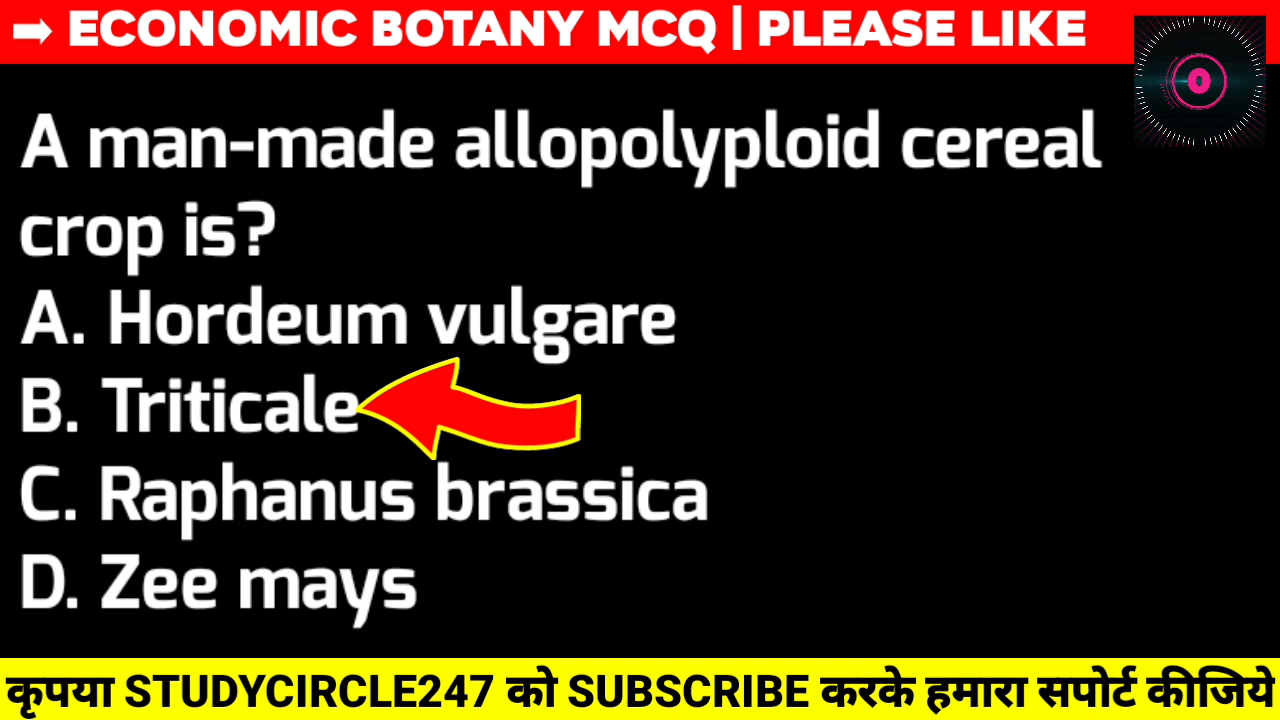 ➡ ECONOMIC BOTANY MCQ | PLEASE LIKE
0
A man-made allopolyploid cereal
crop is?
A. Hordeum vulgare
B. Triticale
C. Raphanus brassica
D. Zee mays
कृपया STUDYCIRCLE247 को SUBSCRIBE करके हमारा सपोर्ट कीजिये